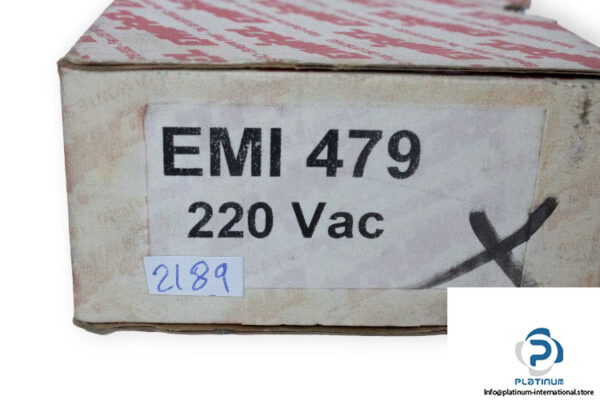 EMI 479
220 Vac
2189
PLATINUM
Info@platinum-international.store